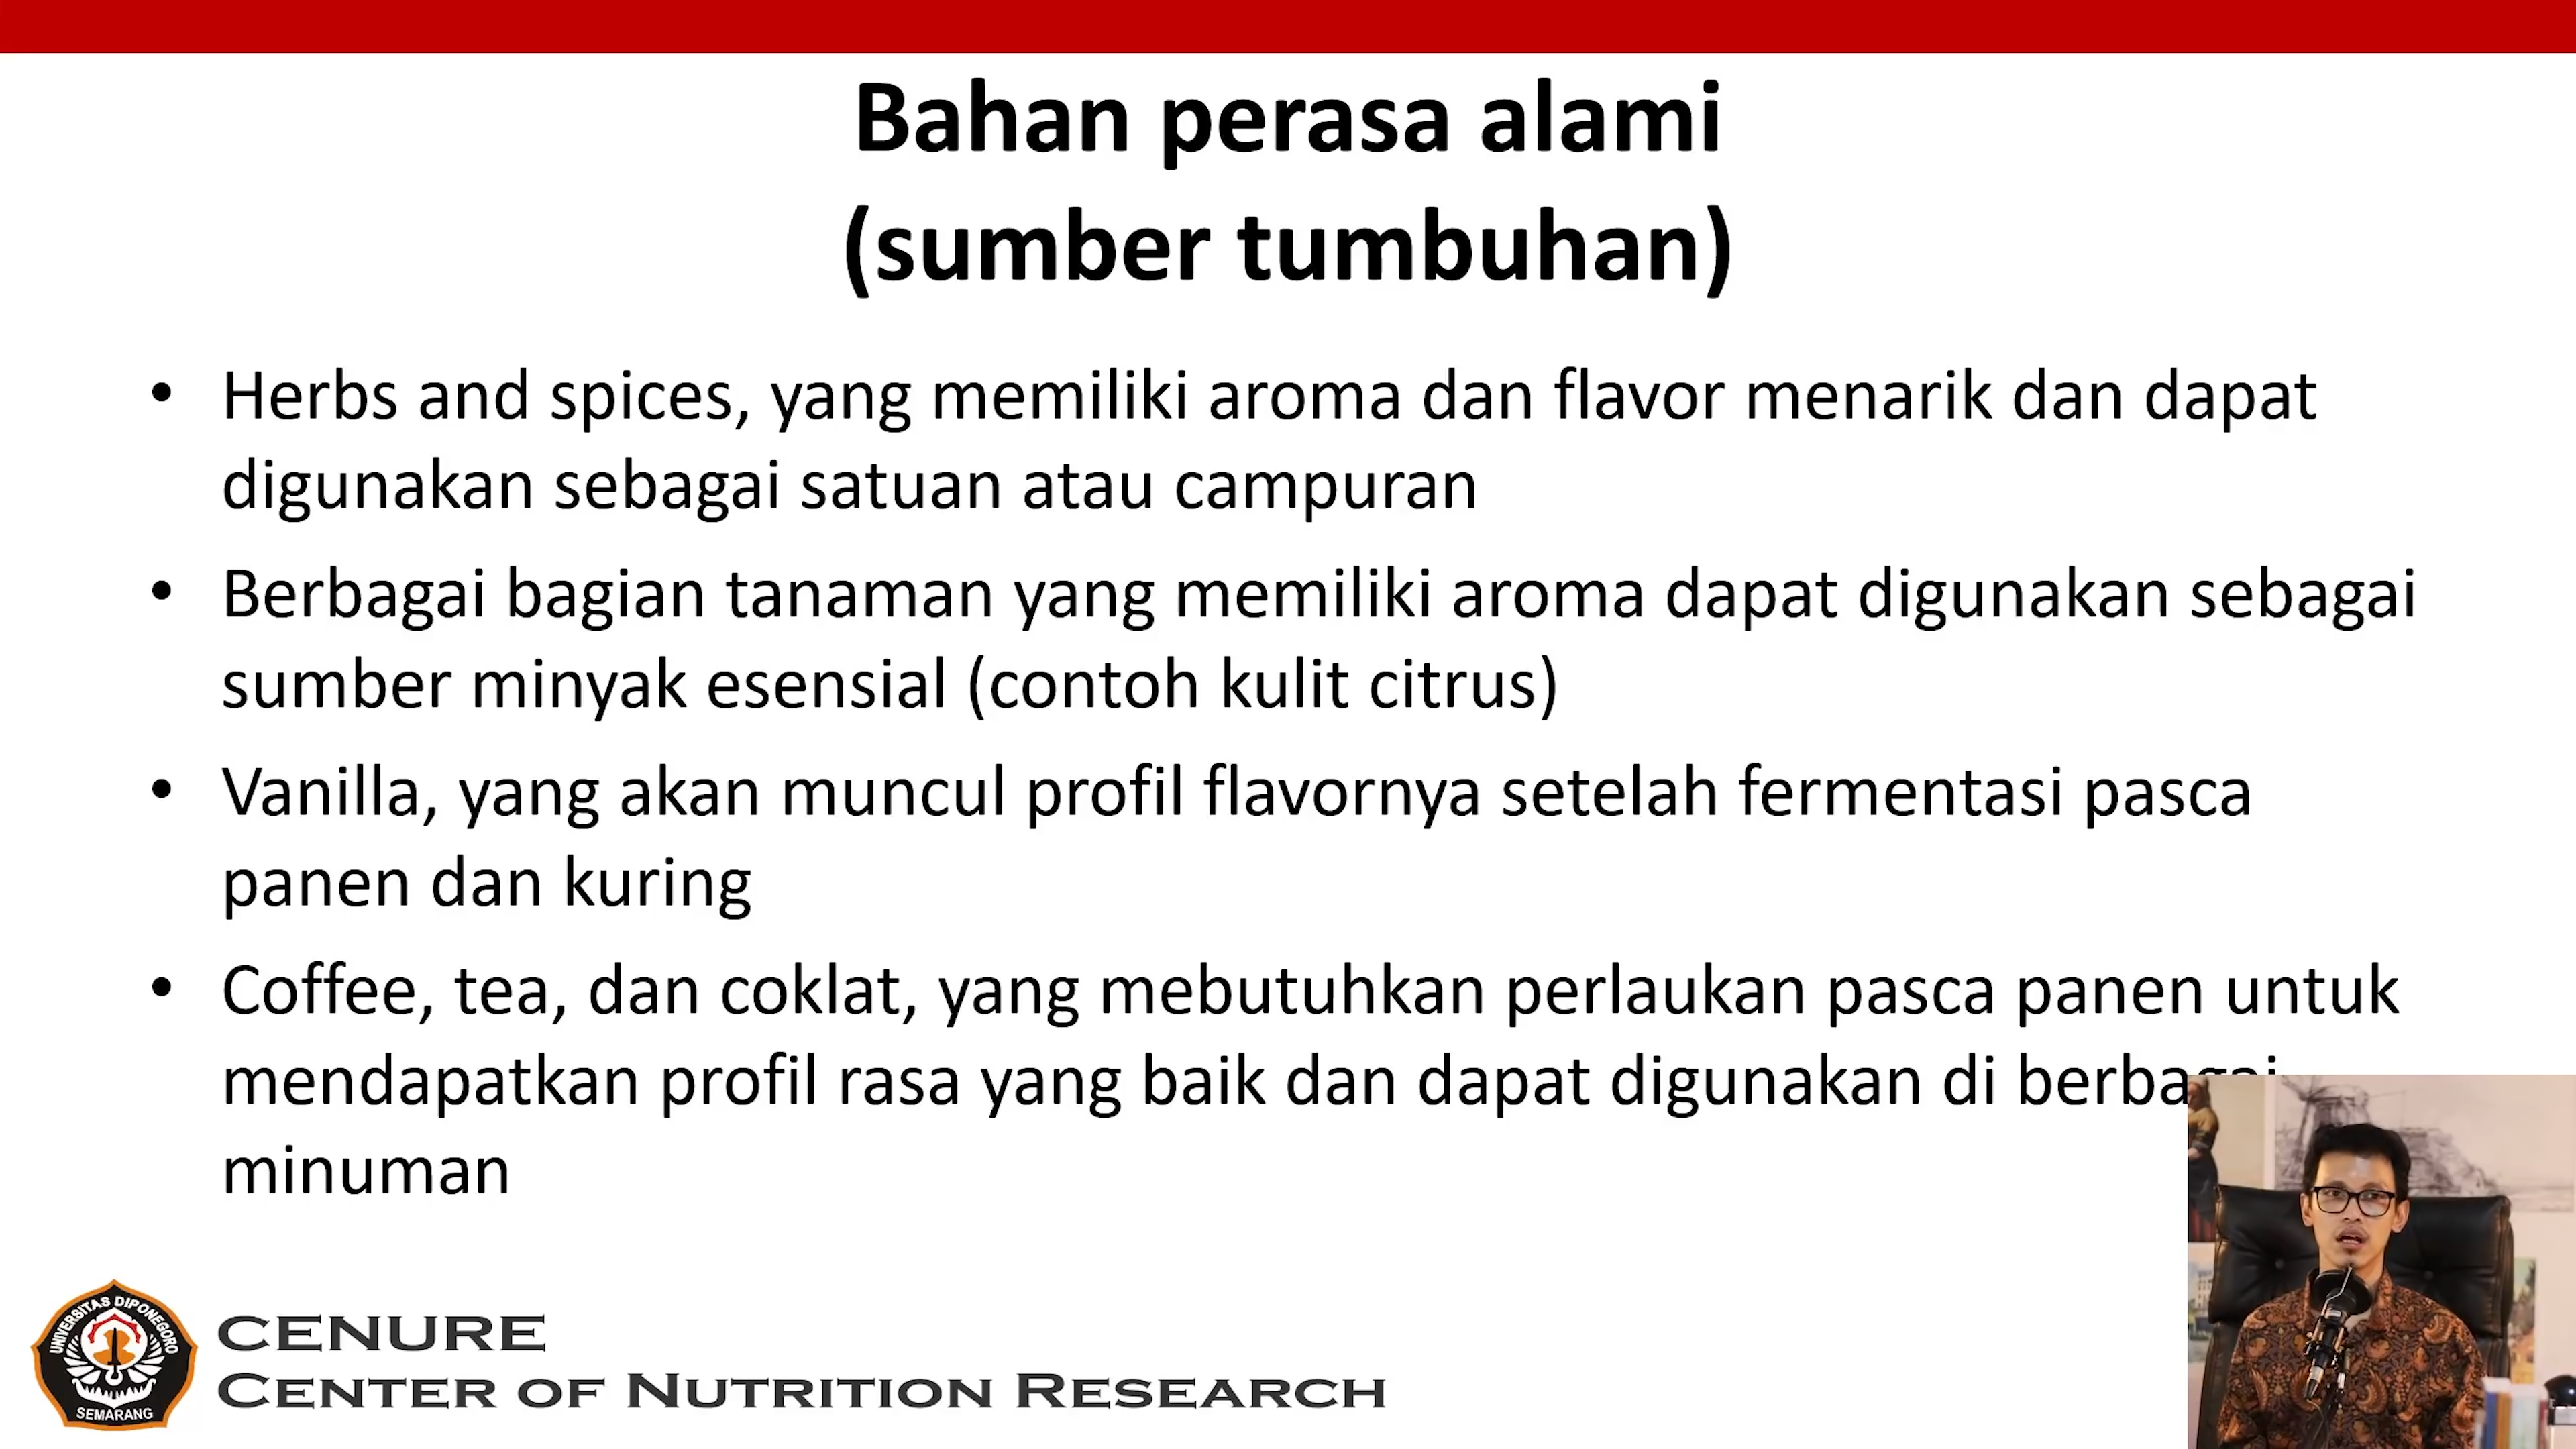 Bahan perasa alami
(sumber tumbuhan)
• Herbs and spices, yang memiliki aroma dan flavor menarik dan dapat
digunakan sebagai satuan atau campuran
• Berbagai bagian tanaman yang memiliki aroma dapat digunakan sebagai
sumber minyak esensial (contoh kulit citrus)
• Vanilla, yang akan muncul profil flavornya setelah fermentasi pasca
panen dan kuring
• Coffee, tea, dan coklat, yang mebutuhkan perlaukan pasca panen untuk
mendapatkan profil rasa yang baik dan dapat digunakan di berbagai
minuman
UNIVERSITAS DIPONEGORO
SEMARANG
CENURE
CENTER OF NUTRITION RESEARCH